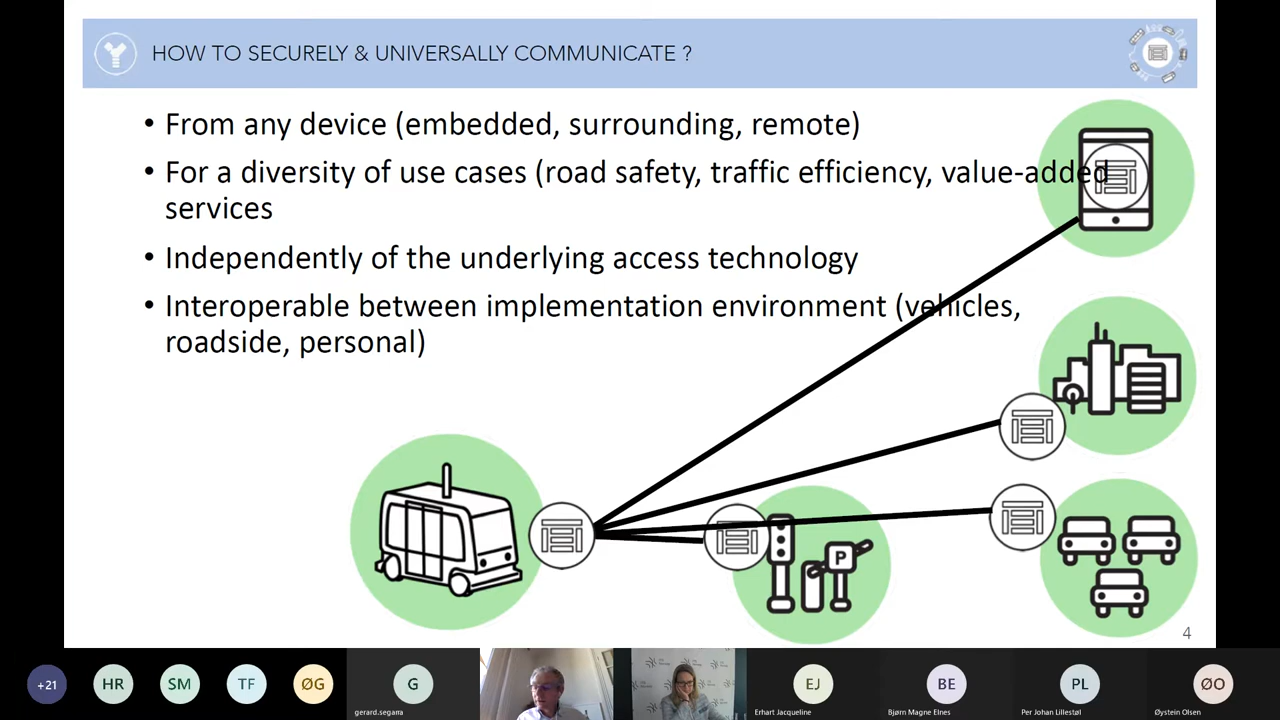 HOW TO SECURELY & UNIVERSALLY COMMUNICATE ?
• From any device (embedded, surrounding, remote)
• For a diversity of use cases (road safety, traffic efficiency, value-added
services
• Independently of the underlying access technology
• Interoperable between implementation environment (vehicles,
roadside, personal)
P
4
+21
HR
SM
TF
ØG
G
EJ
BE
PL
ØO
gerard.segarra
Erhart Jacqueline
Bjørn Magne Elnes
Per Johan Lillestøl
Øystein Olsen